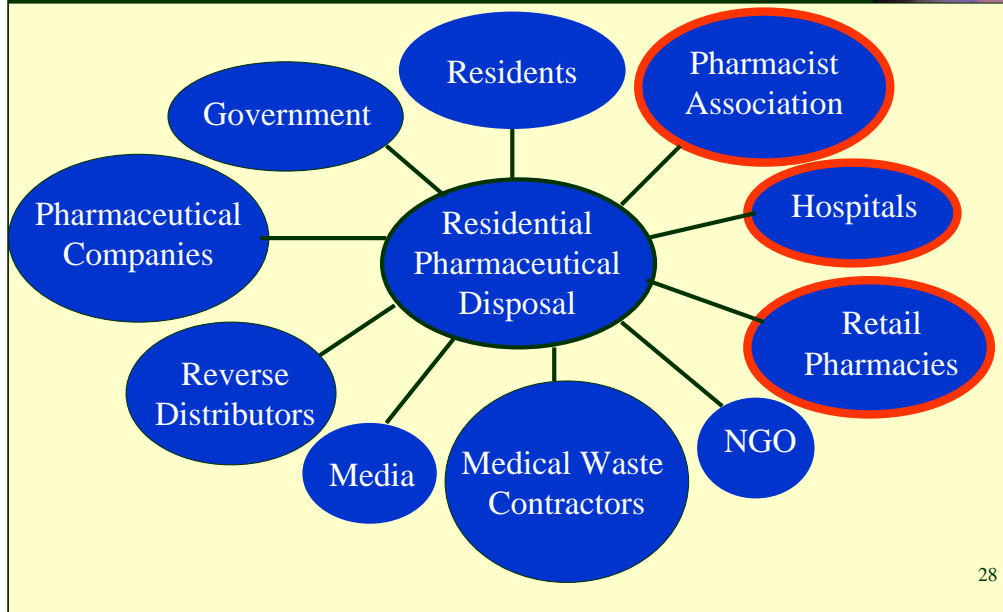 Residents
Pharmacist
Association
Government
Hospitals
Pharmaceutical
Companies
Residential
Pharmaceutical
Disposal
Retail
Pharmacies
Reverse
Distributors
Media
Medical Waste
Contractors
NGO
28